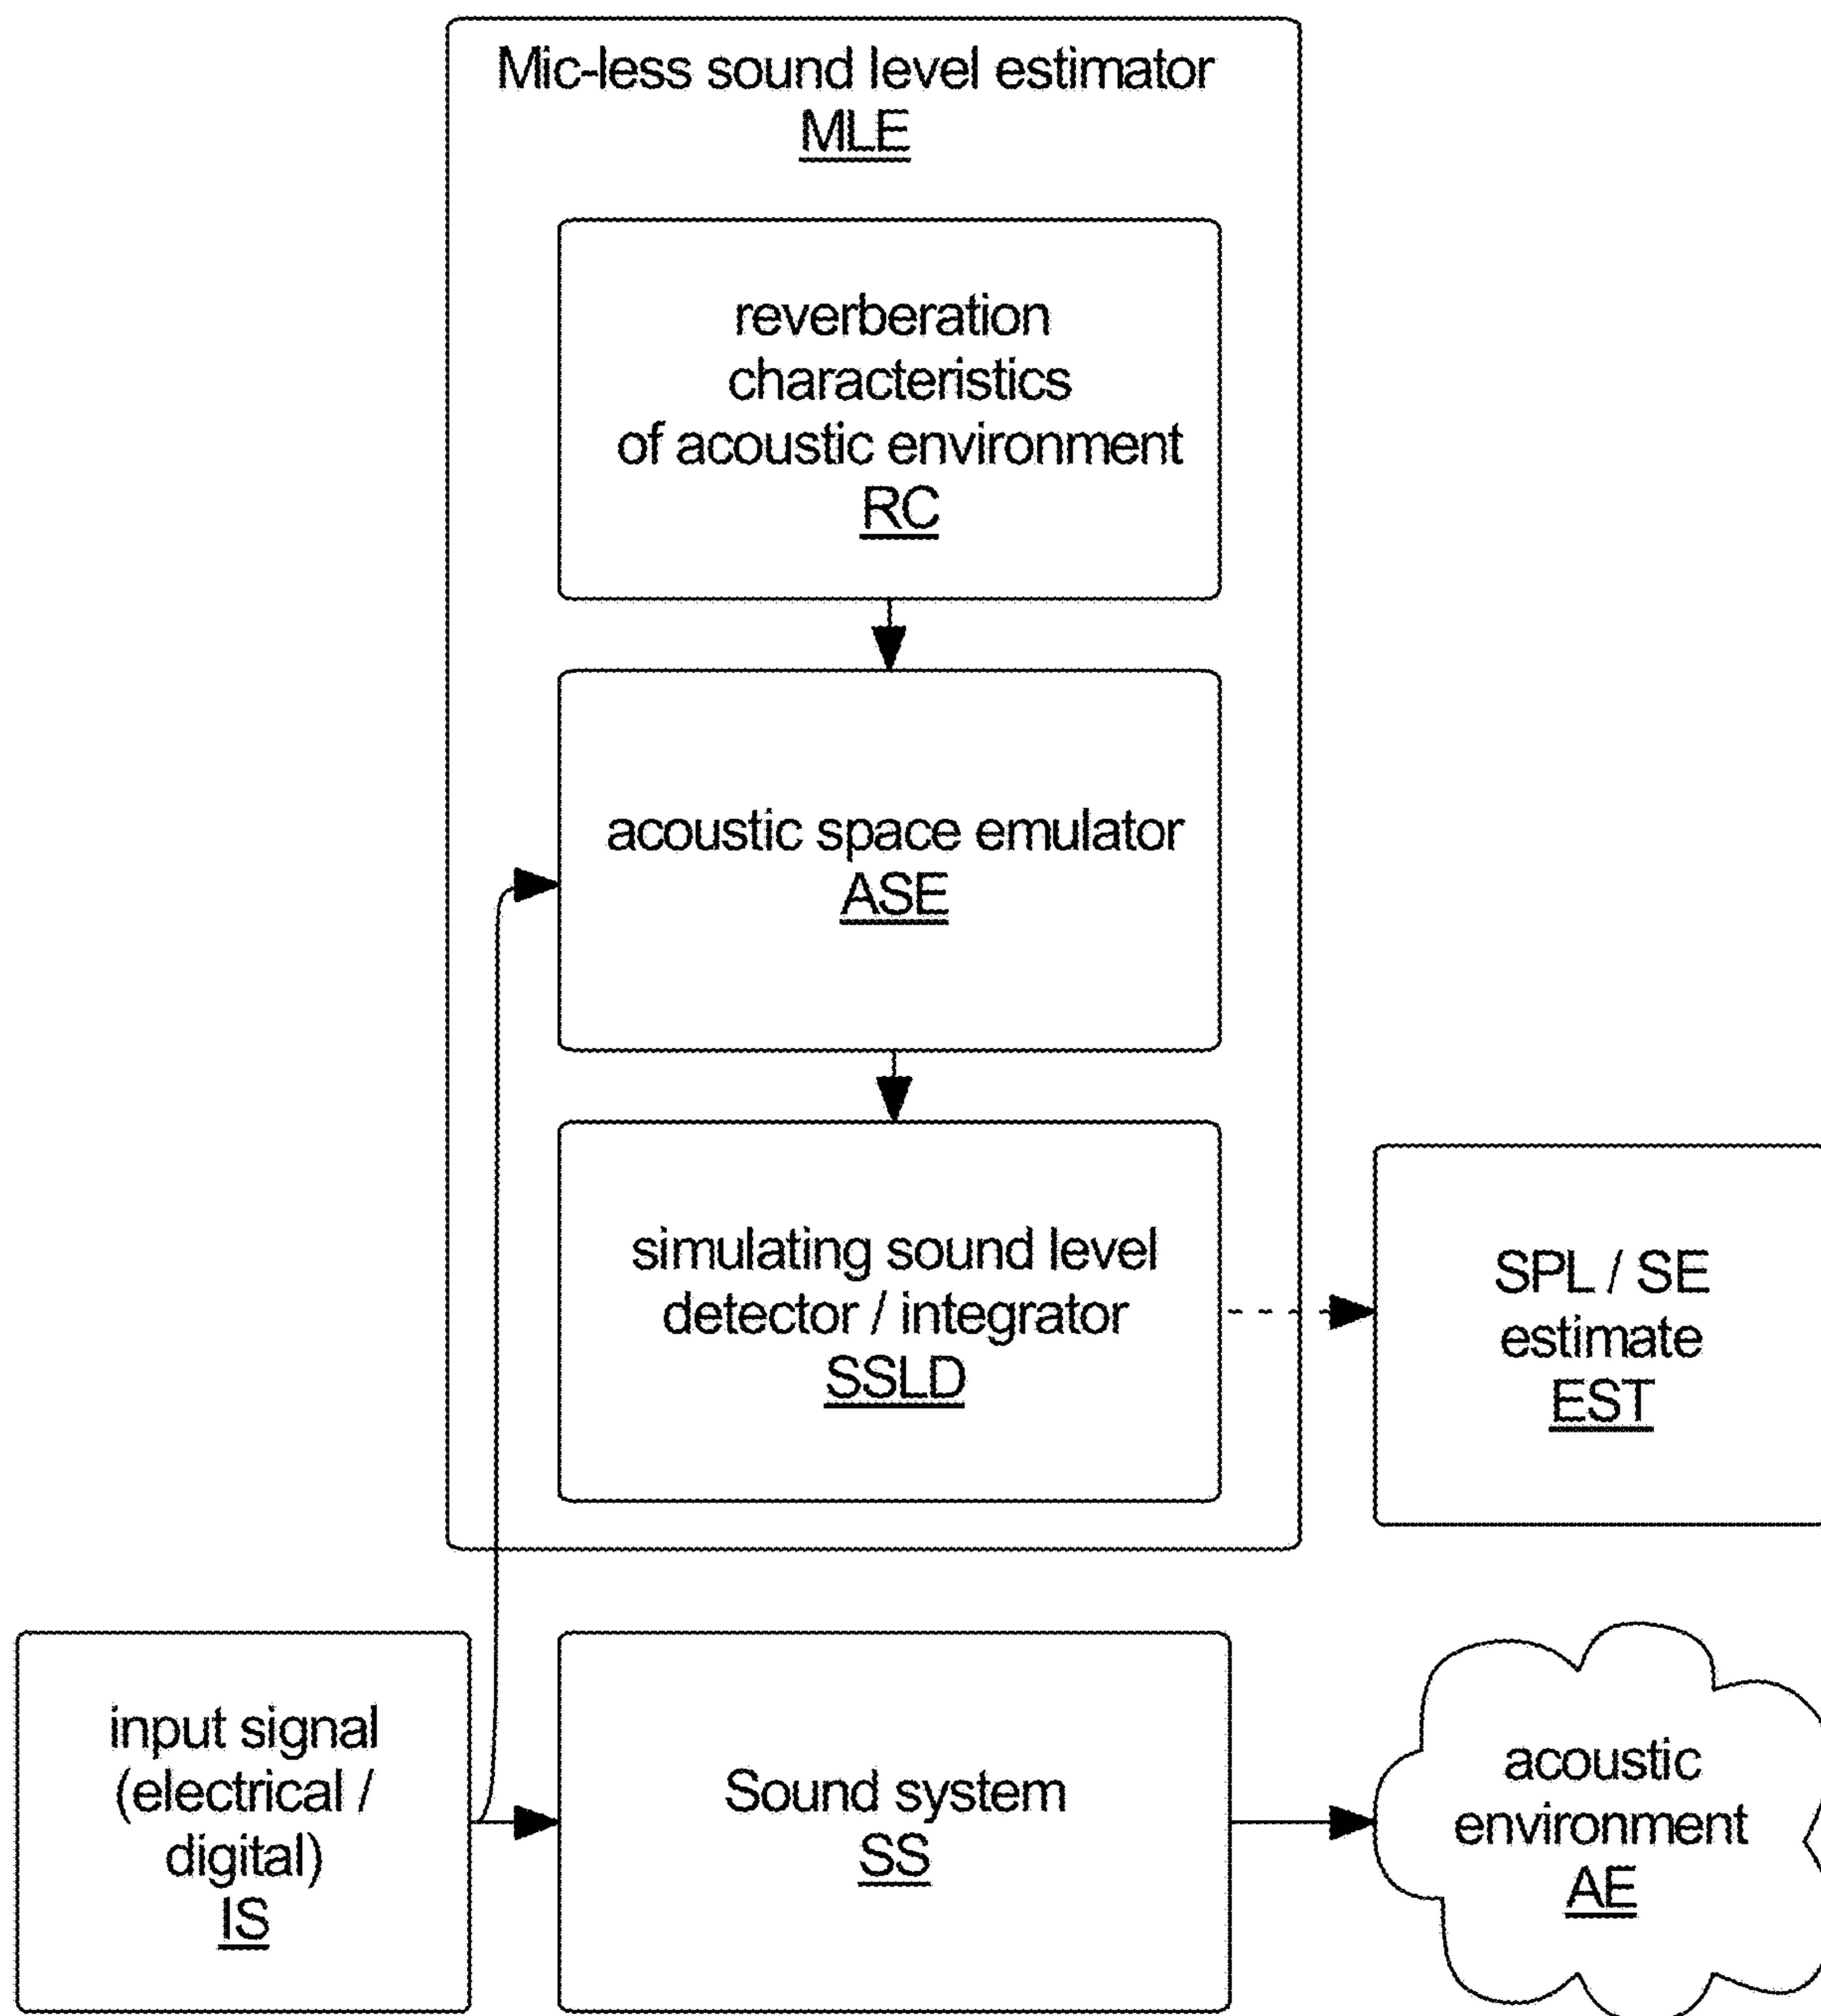 Mic-less sound level estimator
MLE
reverberation
characteristics
of acoustic environment
RC
acoustic space emulator
ASE
simulating sound level
detector / integrator
SSLD
SPL / SE
estimate
EST
input signal
(electrical /
digital)
IS
Sound system
SS
acoustic
environment
AE